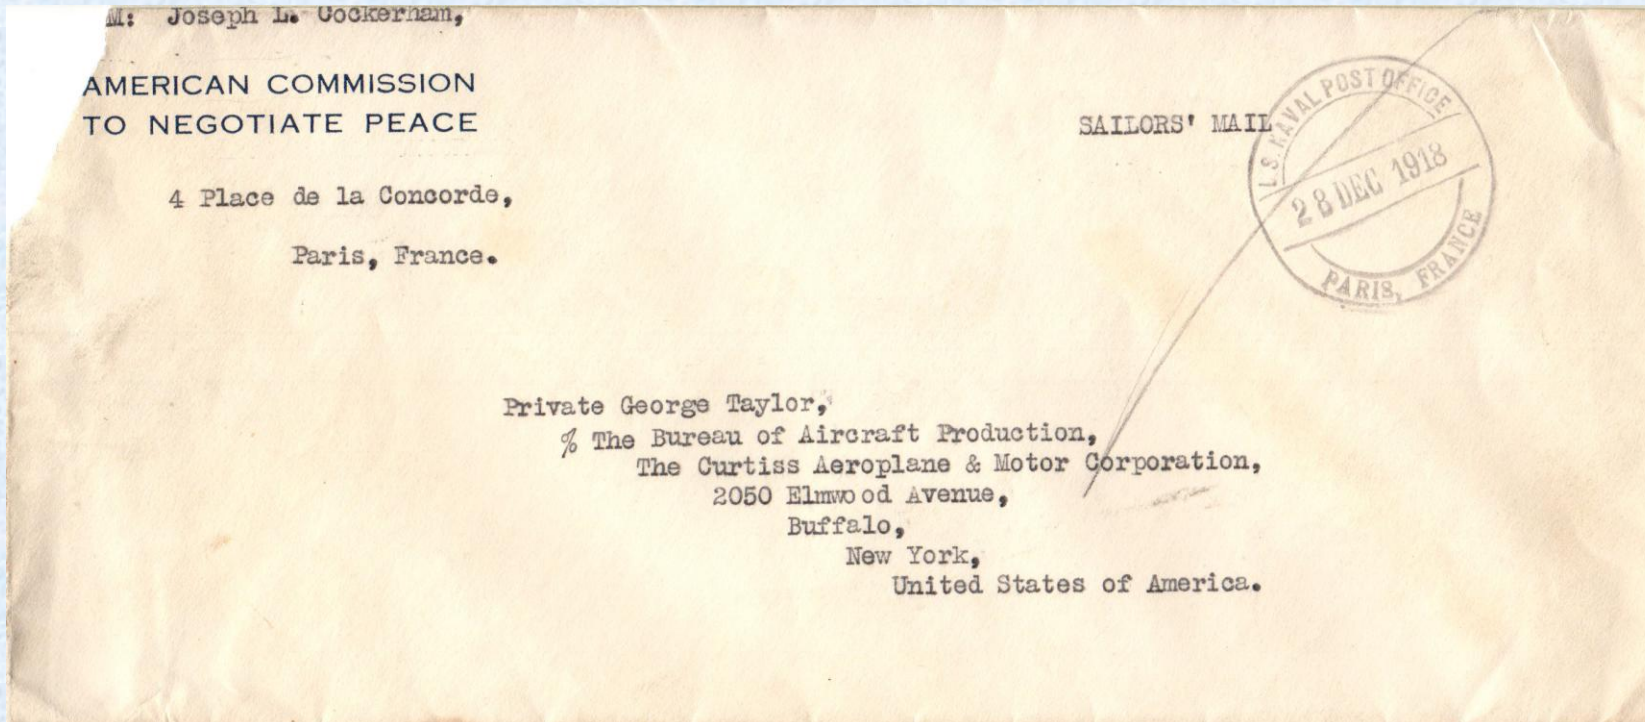 M: Joseph L. Cockerham,
AMERICAN COMMISSION
TO NEGOTIATE PEACE
4 Place de la Concorde,
Paris, France.
SAILORS' MAIL
U.S. NAVAL POST OFFICE
28 DEC 1918
PARIS, FRANCE
Private George Taylor,
% The Bureau of Aircraft Production,
The Curtiss Aeroplane & Motor Corporation,
2050 Elmwood Avenue,
Buffalo,
New York,
United States of America.